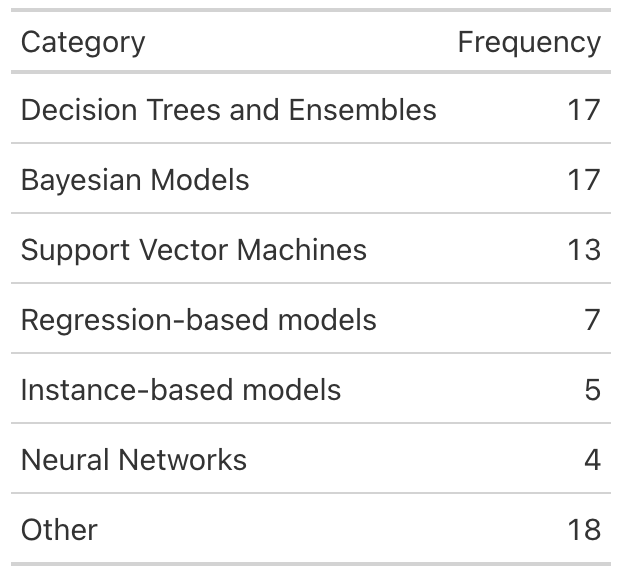 Category Frequency
Decision Trees and Ensembles 17
Bayesian Models 17
Support Vector Machines 13
Regression-based models 7
Instance-based models 5
Neural Networks 4
Other 18